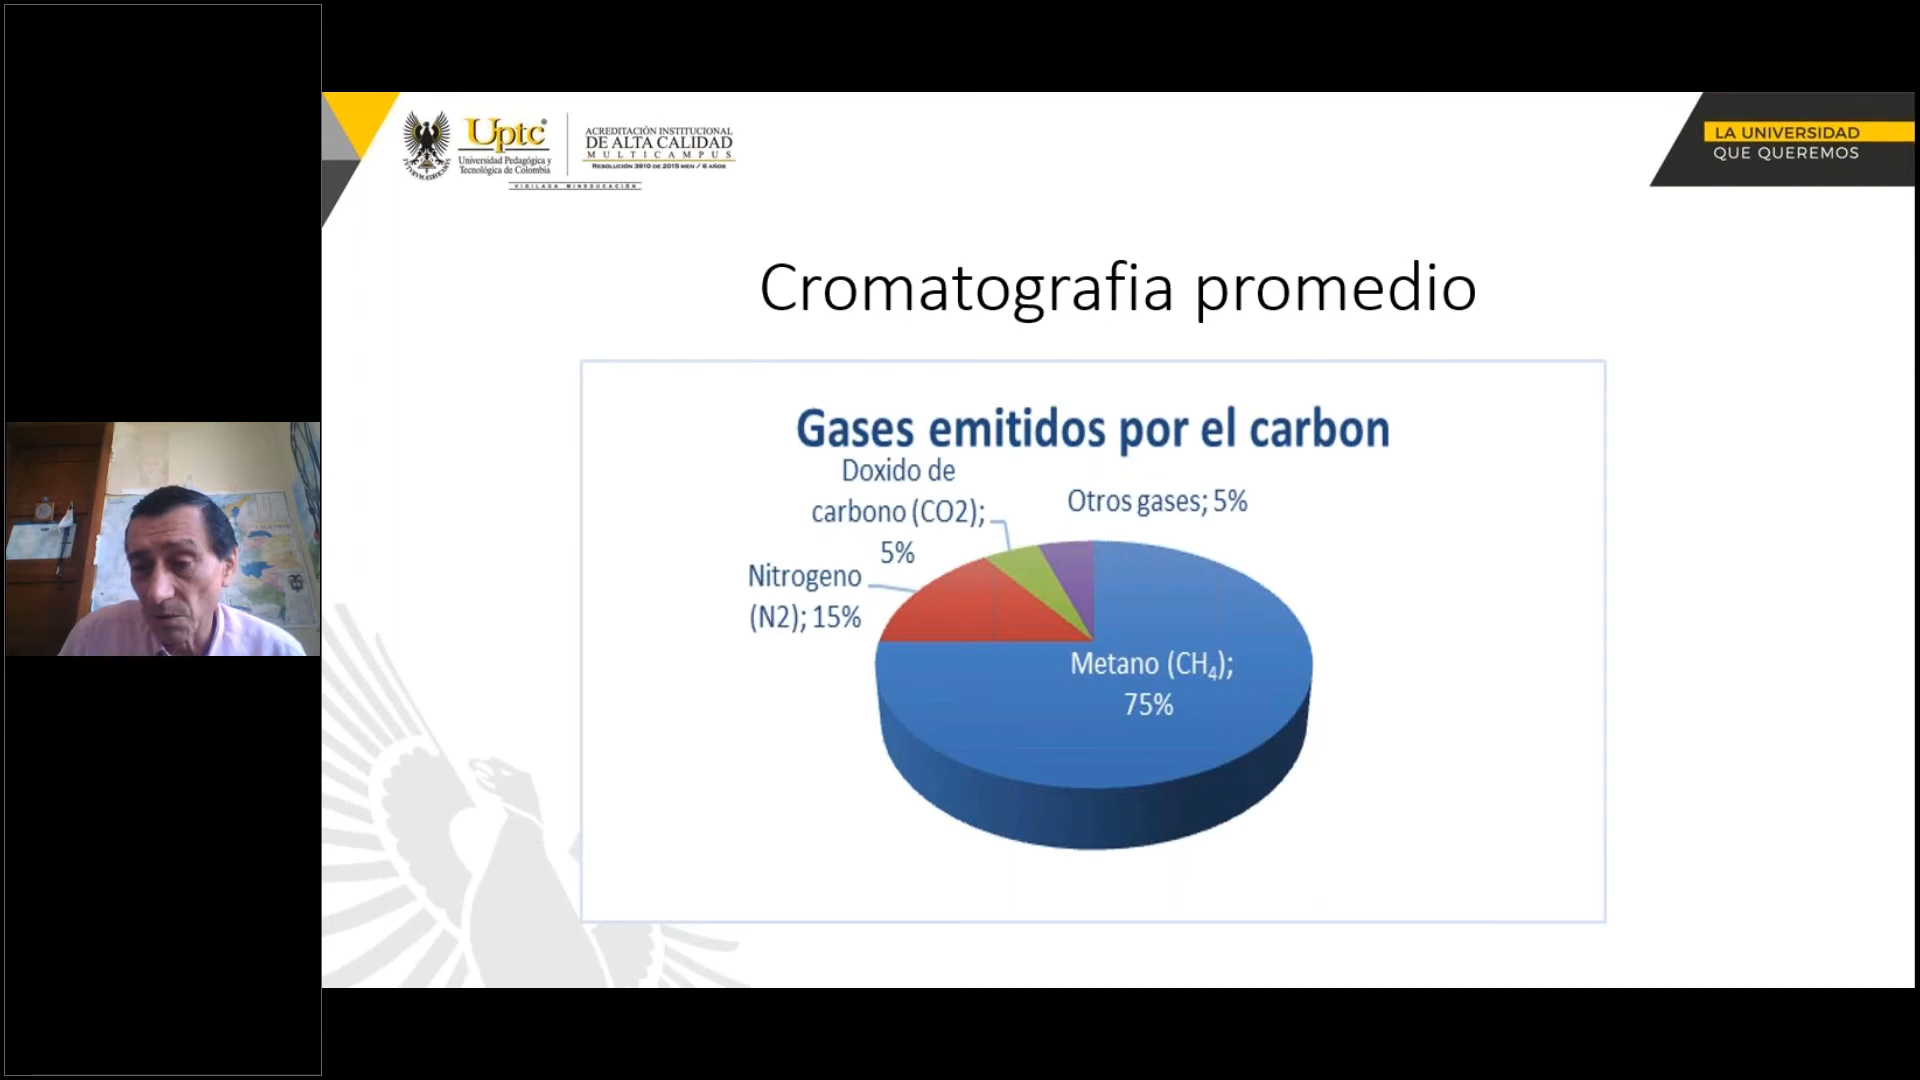 Uptc®
Universidad Pedagógica y
Tecnológica de Colombia
ACREDITACIÓN INSTITUCIONAL
DE ALTA CALIDAD
MULTICAMPUS
RESOLUCIÓN 3910 DE 2015 MEN / 6 AÑOS
VIGILADA MINEDUCACIÓN
LA UNIVERSIDAD
QUE QUEREMOS
Cromatografia promedio
Gases emitidos por el carbon
Doxido de
carbono (CO2);
5%
Otros gases; 5%
Nitrogeno
(N2); 15%
Metano (CH₄);
75%